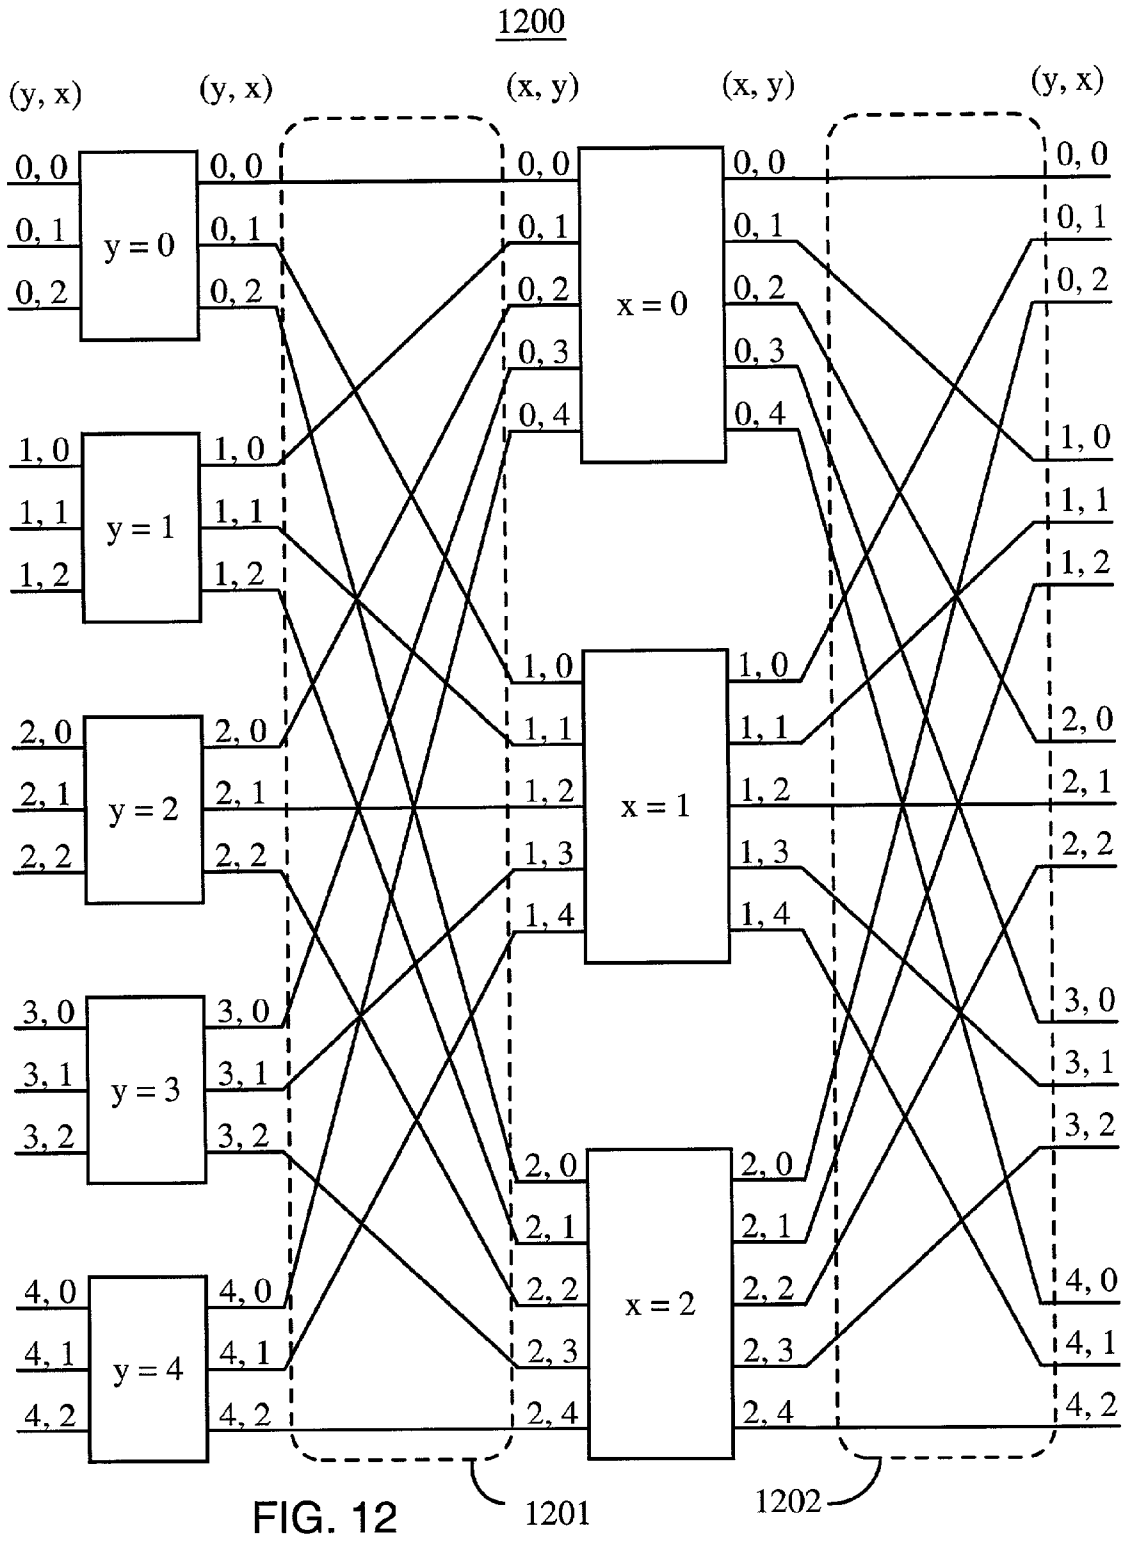 1200
(y, x) (y, x) (x, y) (x, y) (y, x)
0, 0 0, 0 0, 0 0, 0 0, 0
0, 1 y = 0 0, 1 0, 1 0, 1 0, 1
0, 2 0, 2 0, 2 x = 0 0, 2 0, 2
0, 3 0, 3
0, 4 0, 4
1, 0 1, 0 1, 0
1, 1 y = 1 1, 1 1, 1
1, 2 1, 2 1, 2
1, 0 1, 0
2, 0 2, 0 1, 1 1, 1 2, 0
2, 1 y = 2 2, 1 1, 2 x = 1 1, 2 2, 1
2, 2 2, 2 1, 3 1, 3 2, 2
1, 4 1, 4
3, 0 3, 0 3, 0
3, 1 y = 3 3, 1 3, 1
3, 2 3, 2 3, 2
2, 0 2, 0
2, 1 2, 1
4, 0 4, 0 2, 2 x = 2 2, 2 4, 0
4, 1 y = 4 4, 1 2, 3 2, 3 4, 1
4, 2 4, 2 2, 4 2, 4 4, 2
1201 1202
FIG. 12